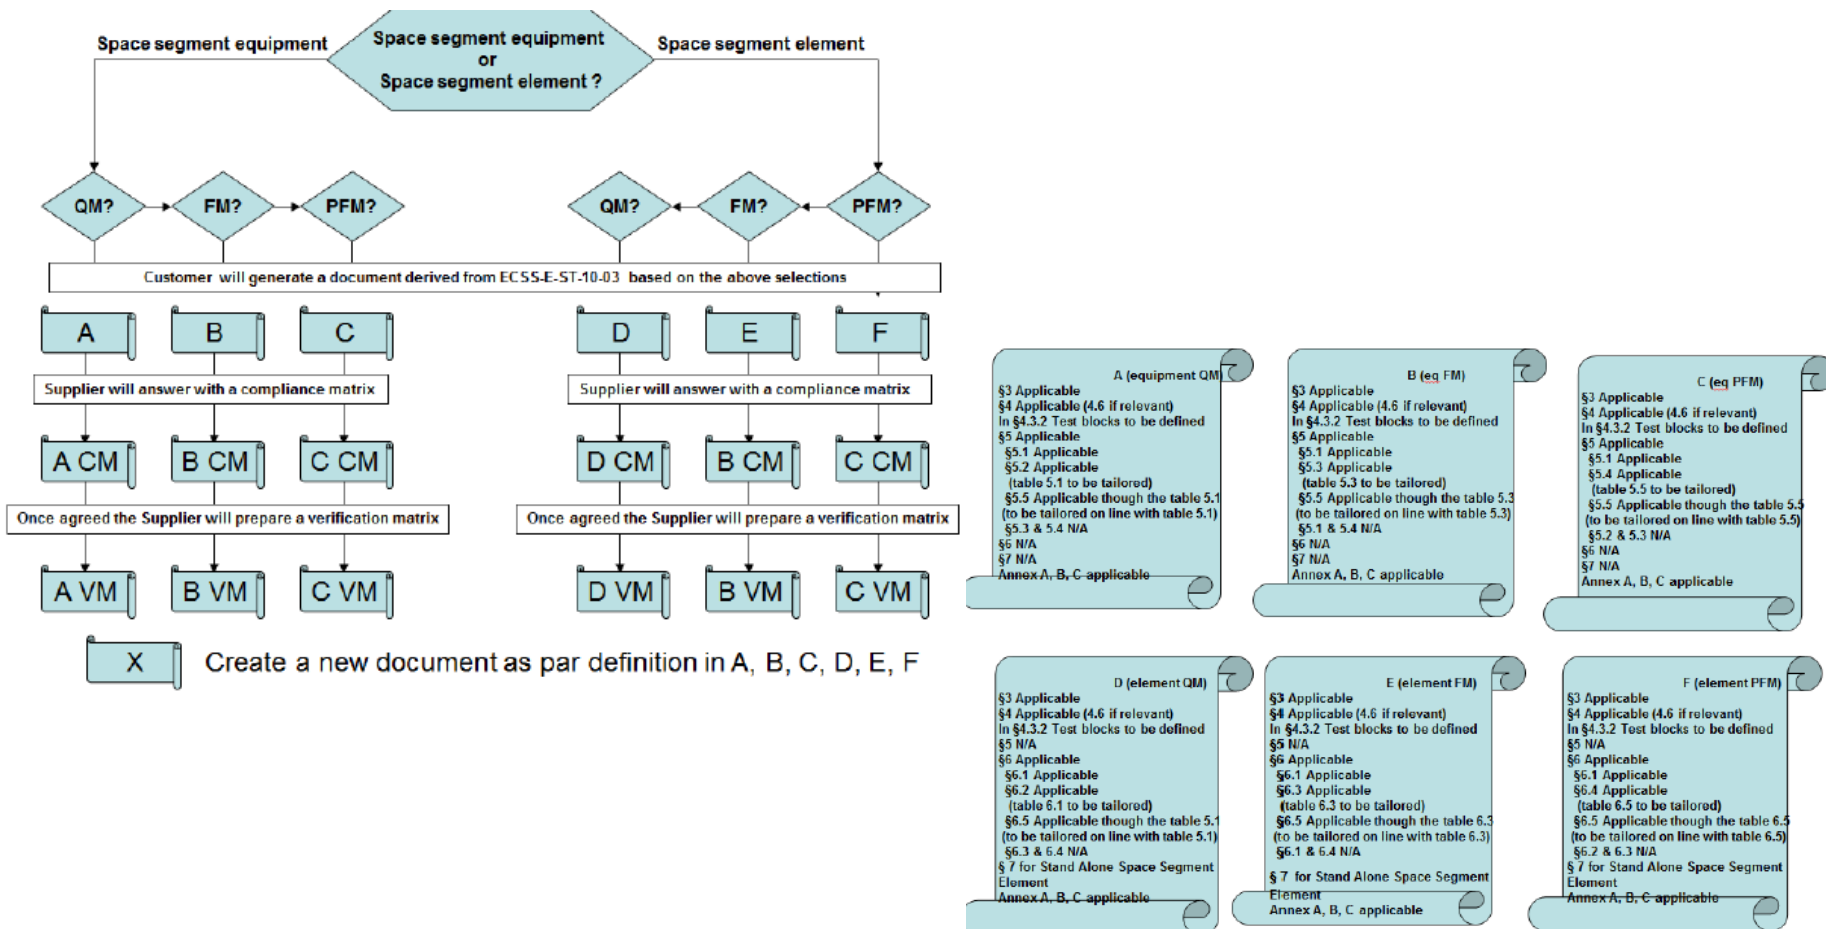 Space segment equipment
Space segment equipment
or
Space segment element ?
Space segment element
QM?
FM?
PFM?
QM?
FM?
PFM?
Customer will generate a document derived from ECSS-E-ST-10-03 based on the above selections
A
B
C
D
E
F
Supplier will answer with a compliance matrix
Supplier will answer with a compliance matrix
A CM
B CM
C CM
D CM
B CM
C CM
Once agreed the Supplier will prepare a verification matrix
Once agreed the Supplier will prepare a verification matrix
A VM
B VM
C VM
D VM
B VM
C VM
X
Create a new document as par definition in A, B, C, D, E, F
A (equipment QM)
§3 Applicable
§4 Applicable (4.6 if relevant)
In §4.3.2 Test blocks to be defined
§5 Applicable
§5.1 Applicable
§5.2 Applicable
(table 5.1 to be tailored)
§5.5 Applicable though the table 5.1
(to be tailored on line with table 5.1)
§5.3 & 5.4 N/A
§6 N/A
§7 N/A
Annex A, B, C applicable
B (eq FM)
§3 Applicable
§4 Applicable (4.6 if relevant)
In §4.3.2 Test blocks to be defined
§5 Applicable
§5.1 Applicable
§5.3 Applicable
(table 5.3 to be tailored)
§5.5 Applicable though the table 5.3
(to be tailored on line with table 5.3)
§5.1 & 5.4 N/A
§6 N/A
§7 N/A
Annex A, B, C applicable
C (eq PFM)
§3 Applicable
§4 Applicable (4.6 if relevant)
In §4.3.2 Test blocks to be defined
§5 Applicable
§5.1 Applicable
§5.4 Applicable
(table 5.5 to be tailored)
§5.5 Applicable though the table 5.5
(to be tailored on line with table 5.5)
§5.2 & 5.3 N/A
§6 N/A
§7 N/A
Annex A, B, C applicable
D (element QM)
§3 Applicable
§4 Applicable (4.6 if relevant)
In §4.3.2 Test blocks to be defined
§5 N/A
§6 Applicable
§6.1 Applicable
§6.2 Applicable
(table 6.1 to be tailored)
§6.5 Applicable though the table 5.1
(to be tailored on line with table 5.1)
§6.3 & 6.4 N/A
§ 7 for Stand Alone Space Segment
Element
Annex A, B, C applicable
E (element FM)
§3 Applicable
§4 Applicable (4.6 if relevant)
In §4.3.2 Test blocks to be defined
§5 N/A
§6 Applicable
§6.1 Applicable
§6.3 Applicable
(table 6.3 to be tailored)
§6.5 Applicable though the table 6.3
(to be tailored on line with table 6.3)
§6.1 & 6.4 N/A
§ 7 for Stand Alone Space Segment
Element
Annex A, B, C applicable
F (element PFM)
§3 Applicable
§4 Applicable (4.6 if relevant)
In §4.3.2 Test blocks to be defined
§5 N/A
§6 Applicable
§6.1 Applicable
§6.4 Applicable
(table 6.5 to be tailored)
§6.5 Applicable though the table 6.5
(to be tailored on line with table 6.5)
§6.2 & 6.3 N/A
§ 7 for Stand Alone Space Segment
Element
Annex A, B, C applicable